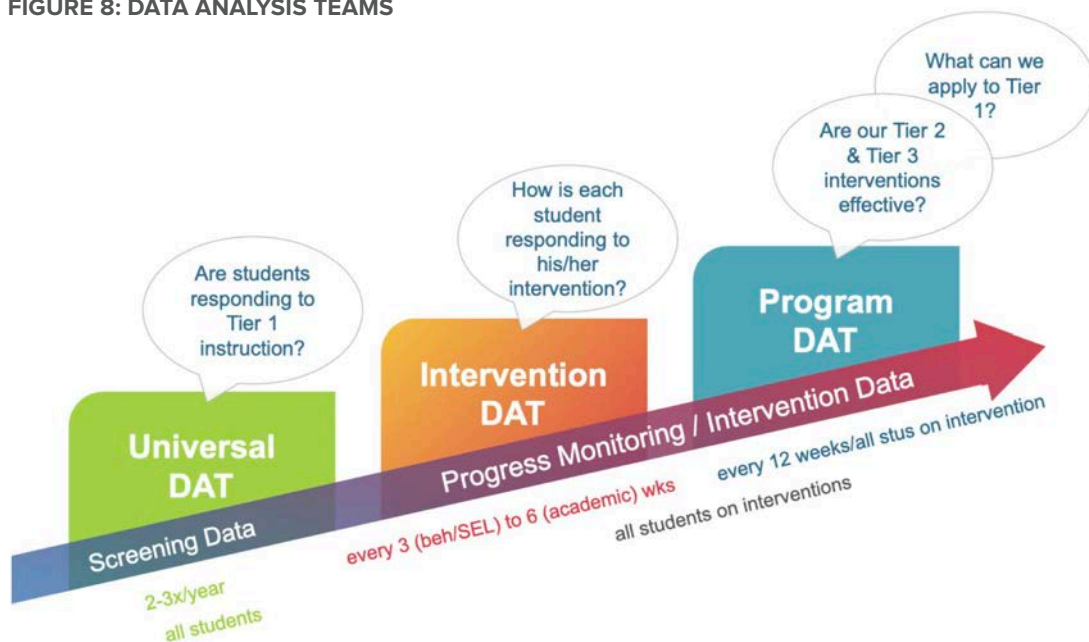 FIGURE 8: DATA ANALYSIS TEAMS
What can we
apply to Tier
1?
Are our Tier 2
& Tier 3
interventions
effective?
How is each
student
responding to
his/her
intervention?
Are students
responding to
Tier 1
instruction?
Universal
DAT
Intervention
DAT
Program
DAT
Screening Data
Progress Monitoring / Intervention Data
2-3x/year
all students
every 3 (beh/SEL) to 6 (academic) wks
all students on interventions
every 12 weeks/all stus on intervention